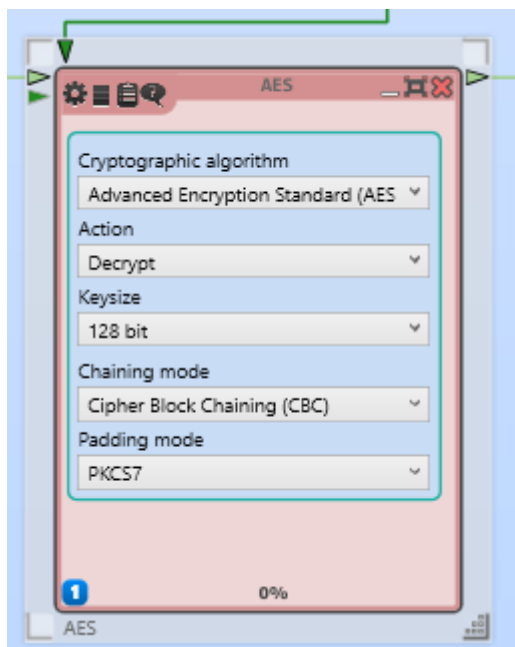 AES
Cryptographic algorithm
Advanced Encryption Standard (AES
Action
Decrypt
Keysize
128 bit
Chaining mode
Cipher Block Chaining (CBC)
Padding mode
PKCS7
1
0%
AES